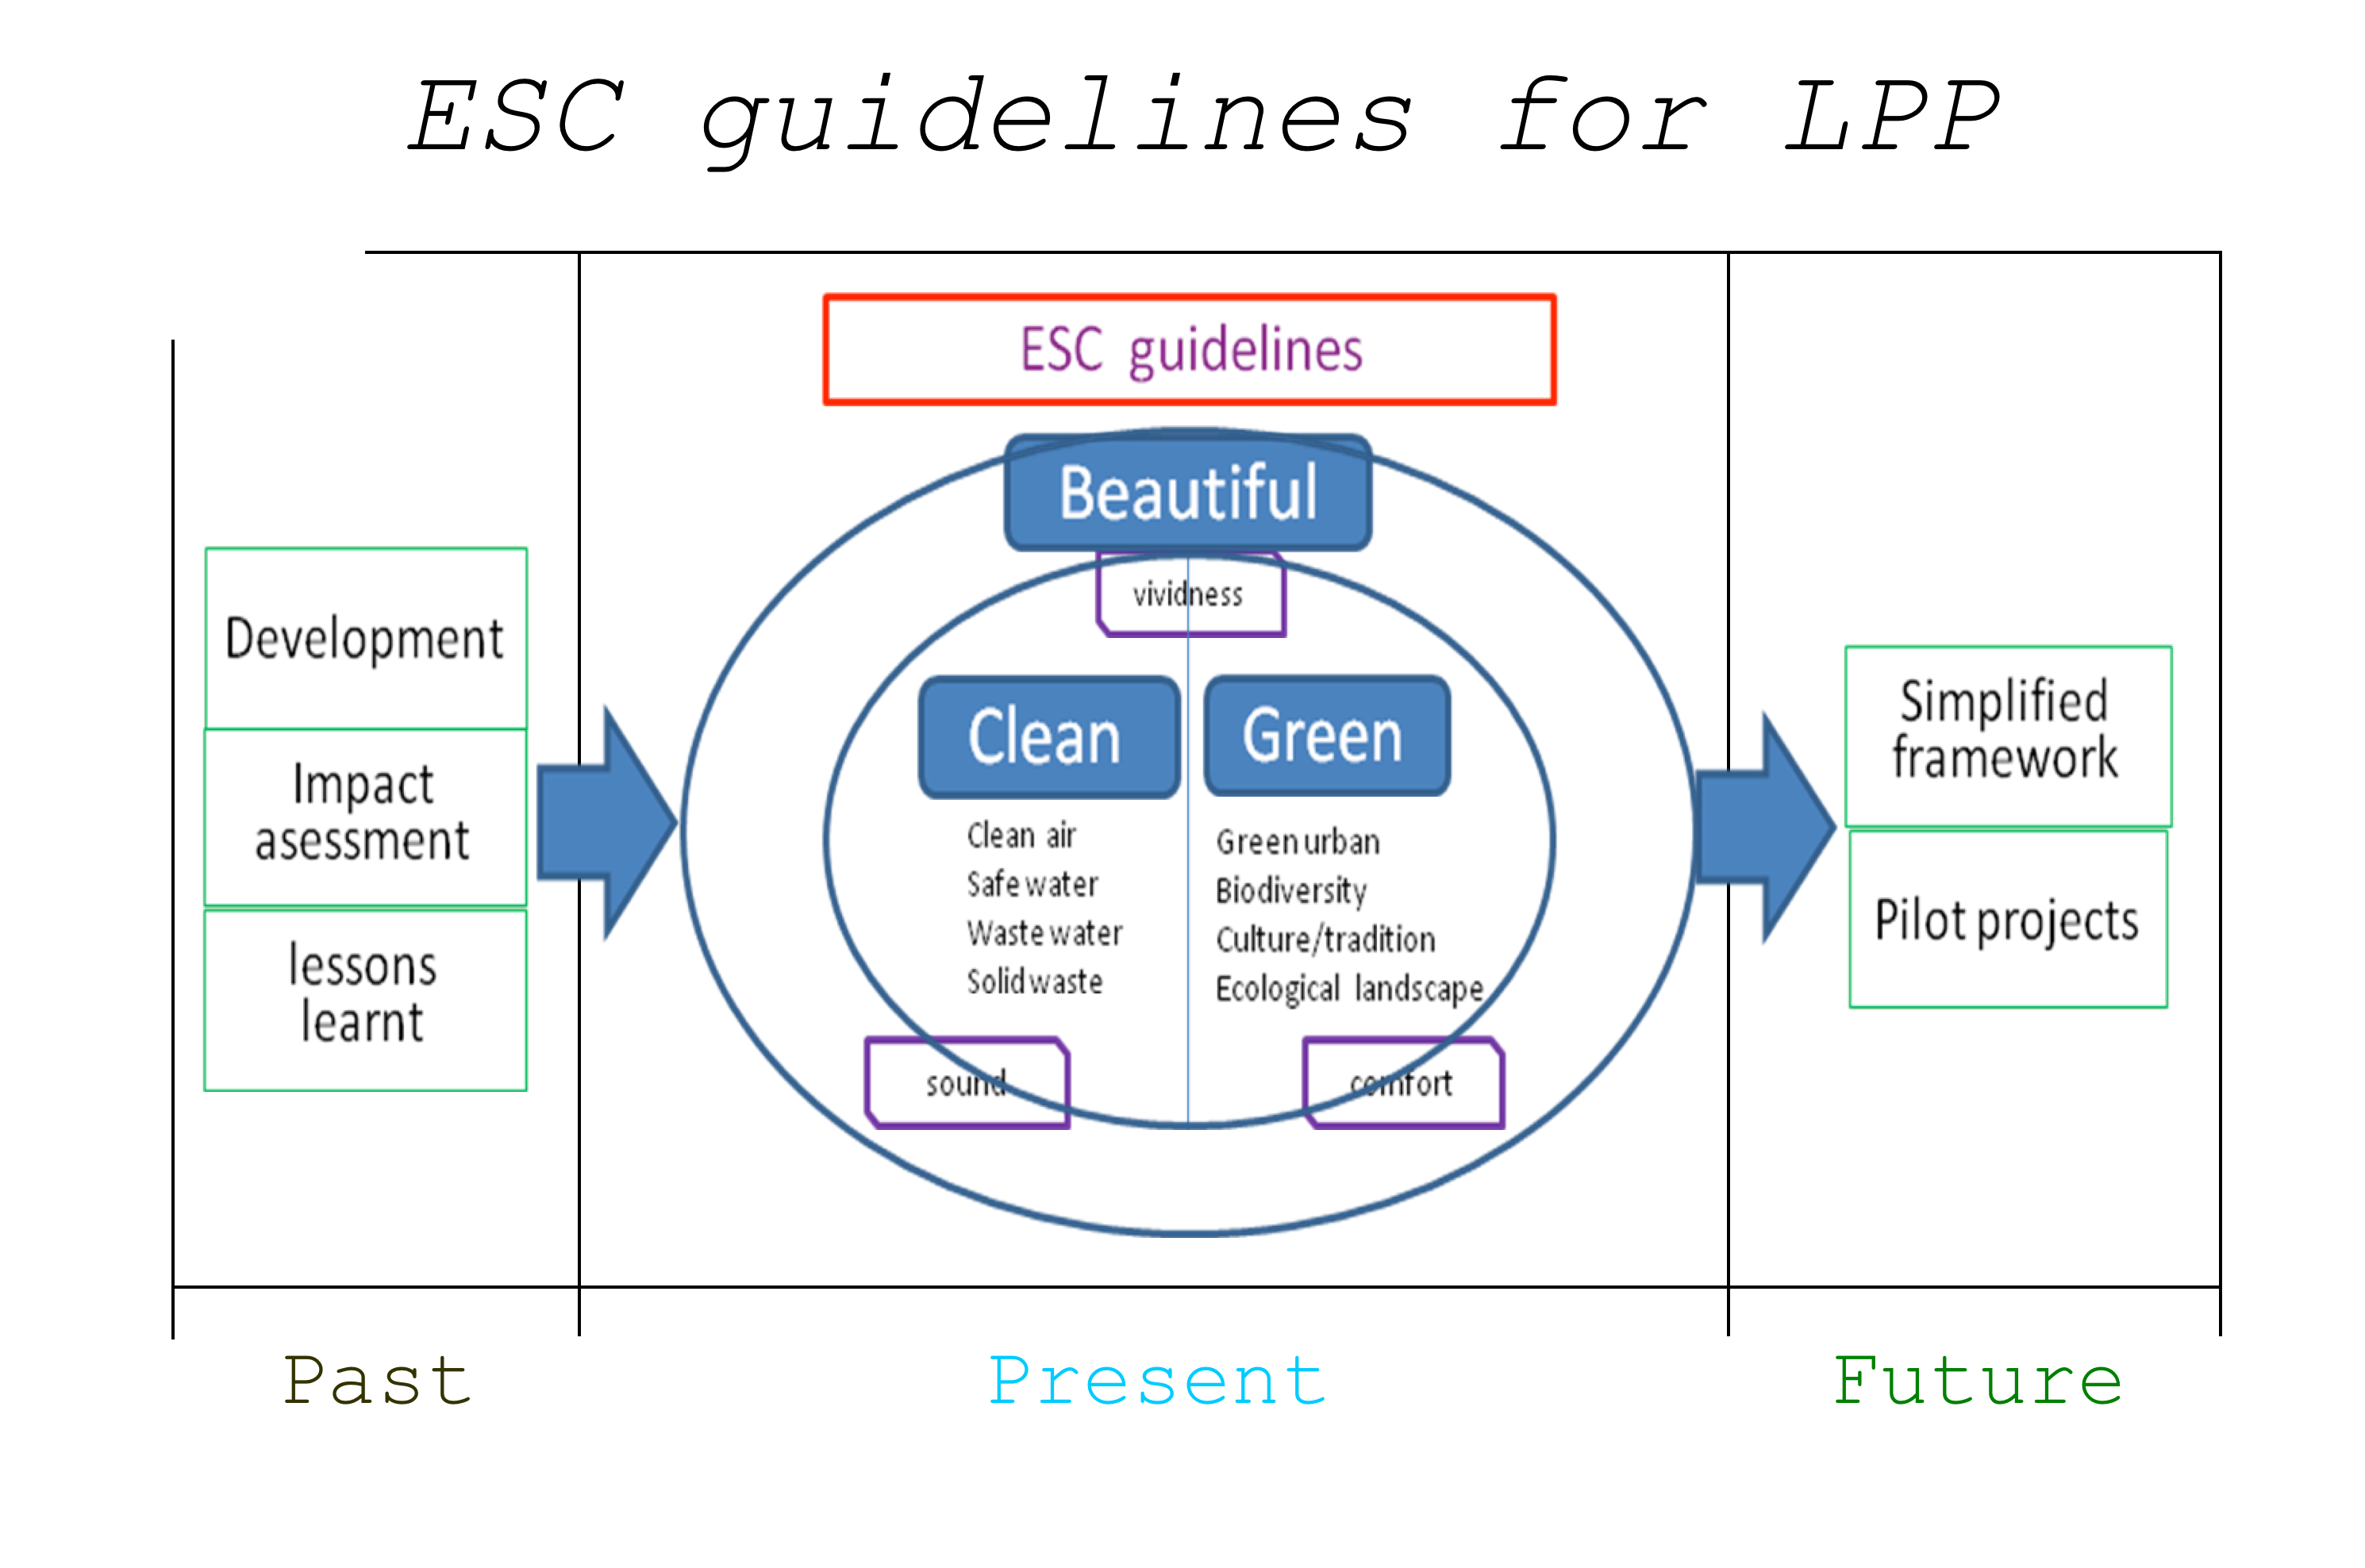 ESC guidelines for LPP
Development
Impact
asessment
lessons
learnt
ESC guidelines
Beautiful
vividness
Clean
Clean air
Safe water
Waste water
Solid waste
Green
Green urban
Biodiversity
Culture/tradition
Ecological landscape
sound
comfort
Simplified
framework
Pilot projects
Past
Present
Future